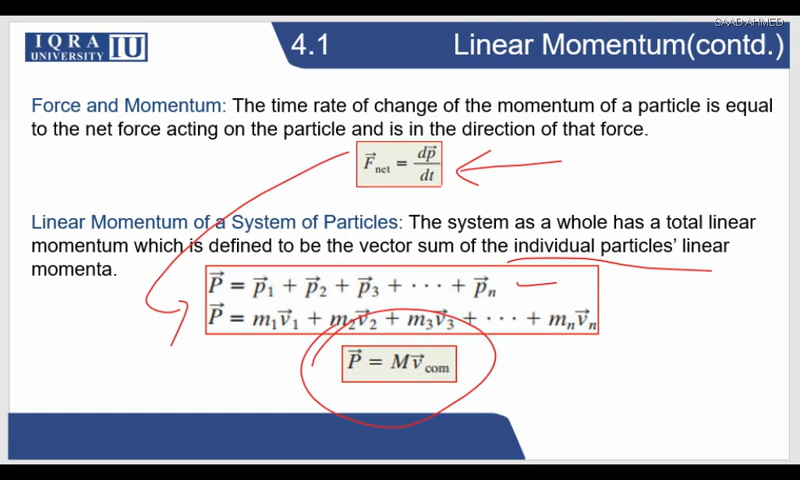 SAAD AHMED
IQRA
UNIVERSITY IU
4.1 Linear Momentum(contd.)
Force and Momentum: The time rate of change of the momentum of a particle is equal
to the net force acting on the particle and is in the direction of that force.
F⃗net = dp⃗/dt
Linear Momentum of a System of Particles: The system as a whole has a total linear
momentum which is defined to be the vector sum of the individual particles' linear
momenta.
P⃗ = p⃗1 + p⃗2 + p⃗3 + · · · + p⃗n
P⃗ = m1v⃗1 + m2v⃗2 + m3v⃗3 + · · · + mnv⃗n
P⃗ = Mv⃗com